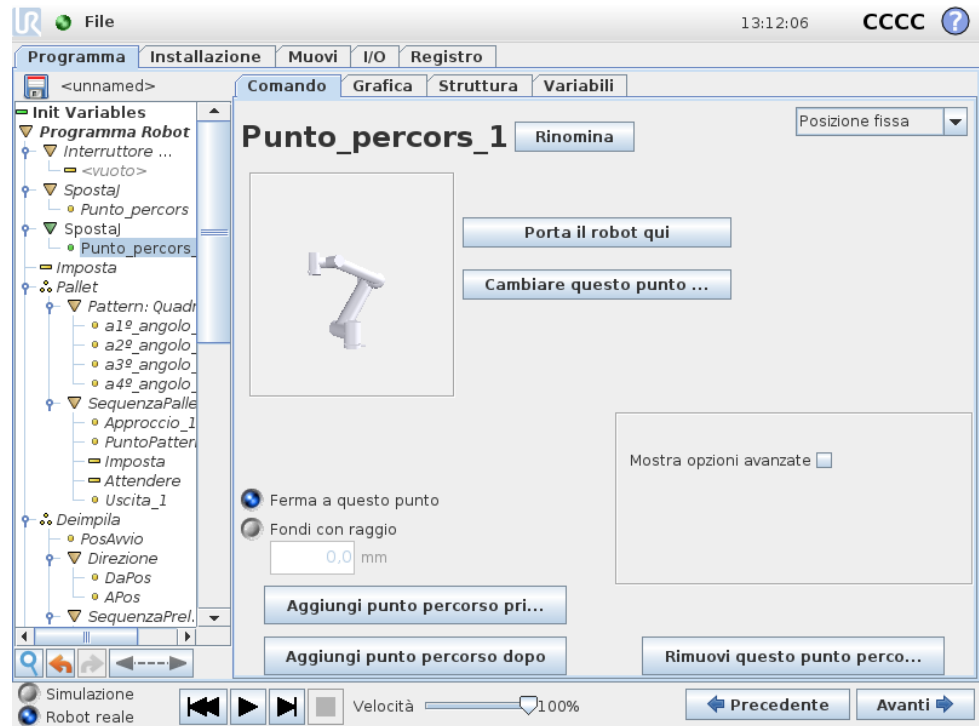 UR File 13:12:06 CCCC ?
Programma Installazione Muovi I/O Registro
<unnamed>
Comando Grafica Struttura Variabili
Init Variables
Programma Robot
Interruttore ...
<vuoto>
SpostaJ
Punto_percors
SpostaJ
Punto_percors_
Imposta
Pallet
Pattern: Quadr
a1º_angolo_
a2º_angolo_
a3º_angolo_
a4º_angolo_
SequenzaPalle
Approccio_1
PuntoPatter
Imposta
Attendere
Uscita_1
Deimpila
PosAvvio
Direzione
DaPos
APos
SequenzaPrel.
Punto_percors_1
Rinomina
Posizione fissa
Porta il robot qui
Cambiare questo punto ...
Mostra opzioni avanzate
Ferma a questo punto
Fondi con raggio
0,0 mm
Aggiungi punto percorso pri...
Aggiungi punto percorso dopo
Rimuovi questo punto perco...
Simulazione
Robot reale
Velocità 100%
Precedente
Avanti